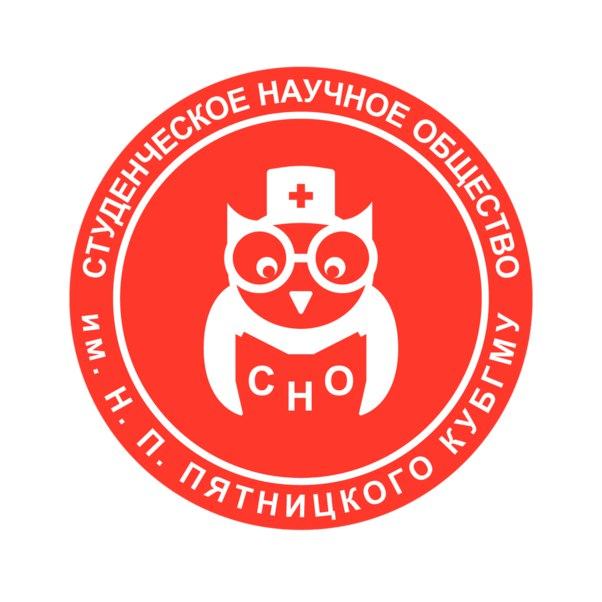 СТУДЕНЧЕСКОЕ НАУЧНОЕ ОБЩЕСТВО
им. Н. П. ПЯТНИЦКОГО КУБГМУ
СНО